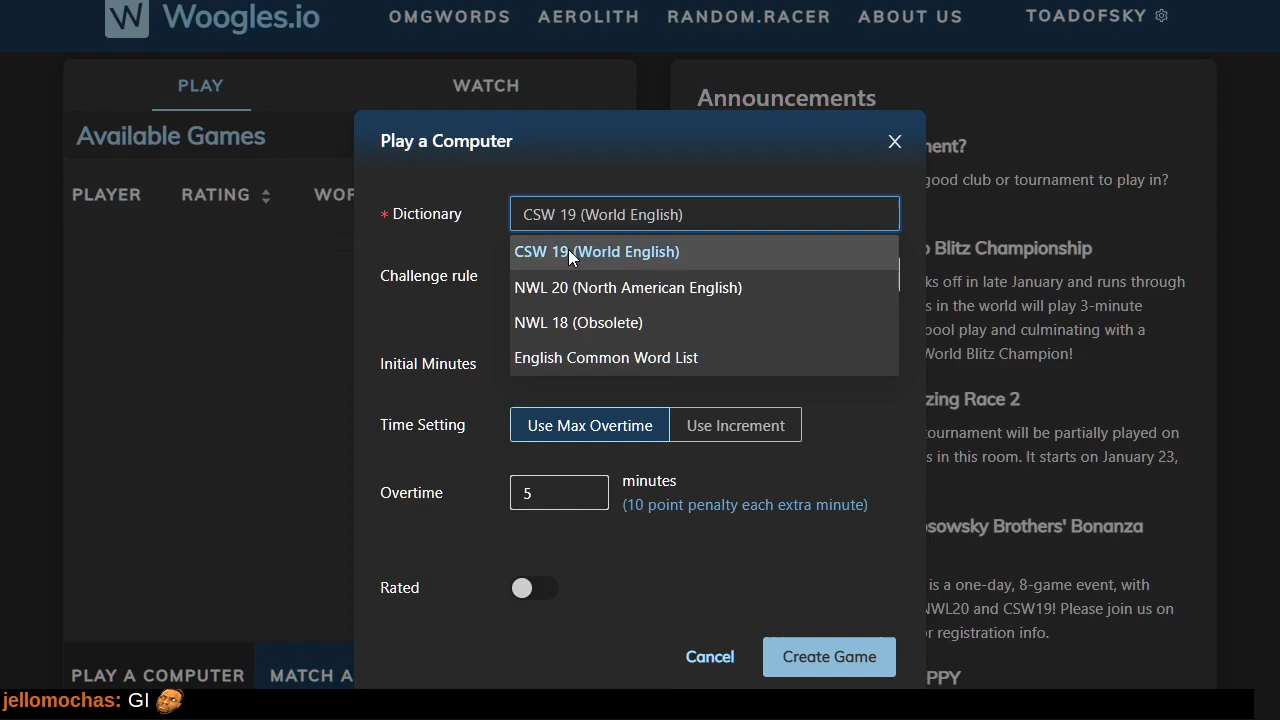 W Woogles.io
OMGWORDS AEROLITH RANDOM.RACER ABOUT US TOADOFSKY
PLAY WATCH
Available Games
PLAYER RATING WOR
Announcements
nent?
good club or tournament to play in?
Blitz Championship
ks off in late January and runs through
s in the world will play 3-minute
pool play and culminating with a
World Blitz Champion!
zing Race 2
tournament will be partially played on
s in this room. It starts on January 23,
osowsky Brothers' Bonanza
is a one-day, 8-game event, with
NWL20 and CSW19! Please join us on
r registration info.
PPY
Play a Computer
* Dictionary CSW 19 (World English)
CSW 19 (World English)
NWL 20 (North American English)
NWL 18 (Obsolete)
English Common Word List
Challenge rule
Initial Minutes
Time Setting Use Max Overtime Use Increment
Overtime 5 minutes
(10 point penalty each extra minute)
Rated
Cancel Create Game
PLAY A COMPUTER MATCH A
jellomochas: GI